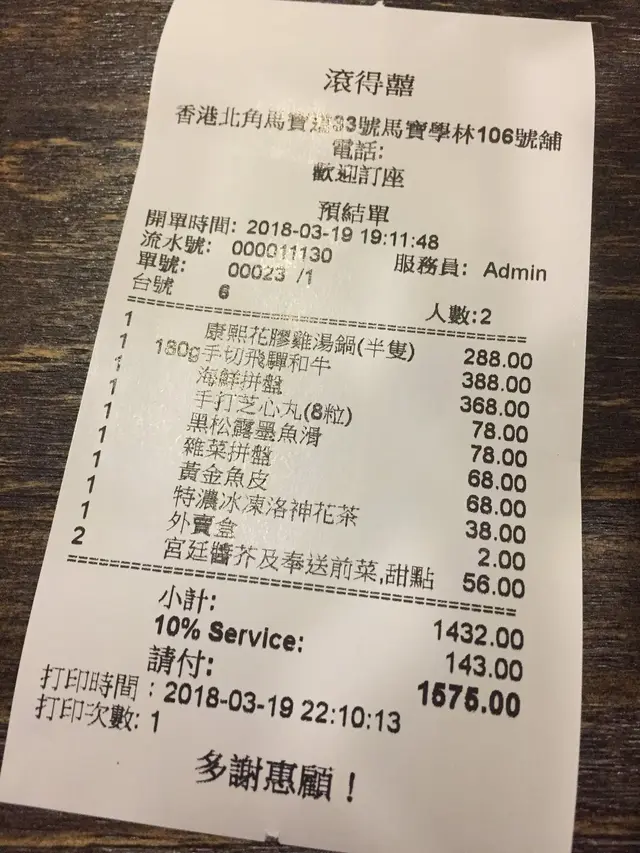 滾得囍
香港北角馬寶道33號馬寶學林106號舖
電話:
歡迎訂座
預結單
開單時間: 2018-03-19 19:11:48
流水號: 000011130 服務員: Admin
單號: 00023 /1
台號 6 人數:2
1 康熙花膠雞湯鍋(半隻) 288.00
1 180g手切飛驒和牛 388.00
1 海鮮拼盤 368.00
1 手打芝心丸(8粒) 78.00
1 黑松露墨魚滑 78.00
1 雜菜拼盤 68.00
1 黃金魚皮 68.00
1 特濃冰凍洛神花茶 38.00
1 外賣盒 2.00
2 宮廷醬芥及奉送前菜,甜點 56.00
小計: 1432.00
10% Service: 143.00
請付: 1575.00
打印時間 : 2018-03-19 22:10:13
打印次數: 1
多謝惠顧！